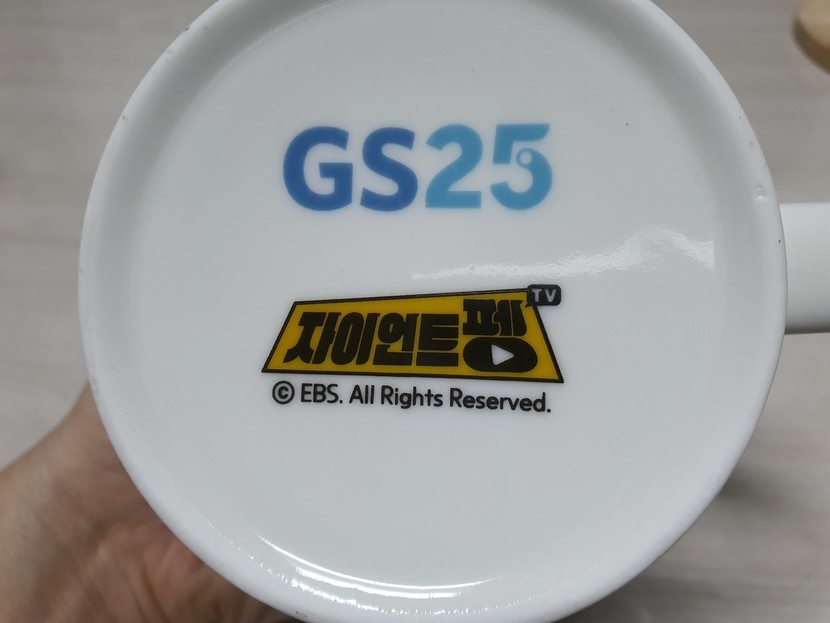 GS25
자이언트펭 TV
© EBS. All Rights Reserved.